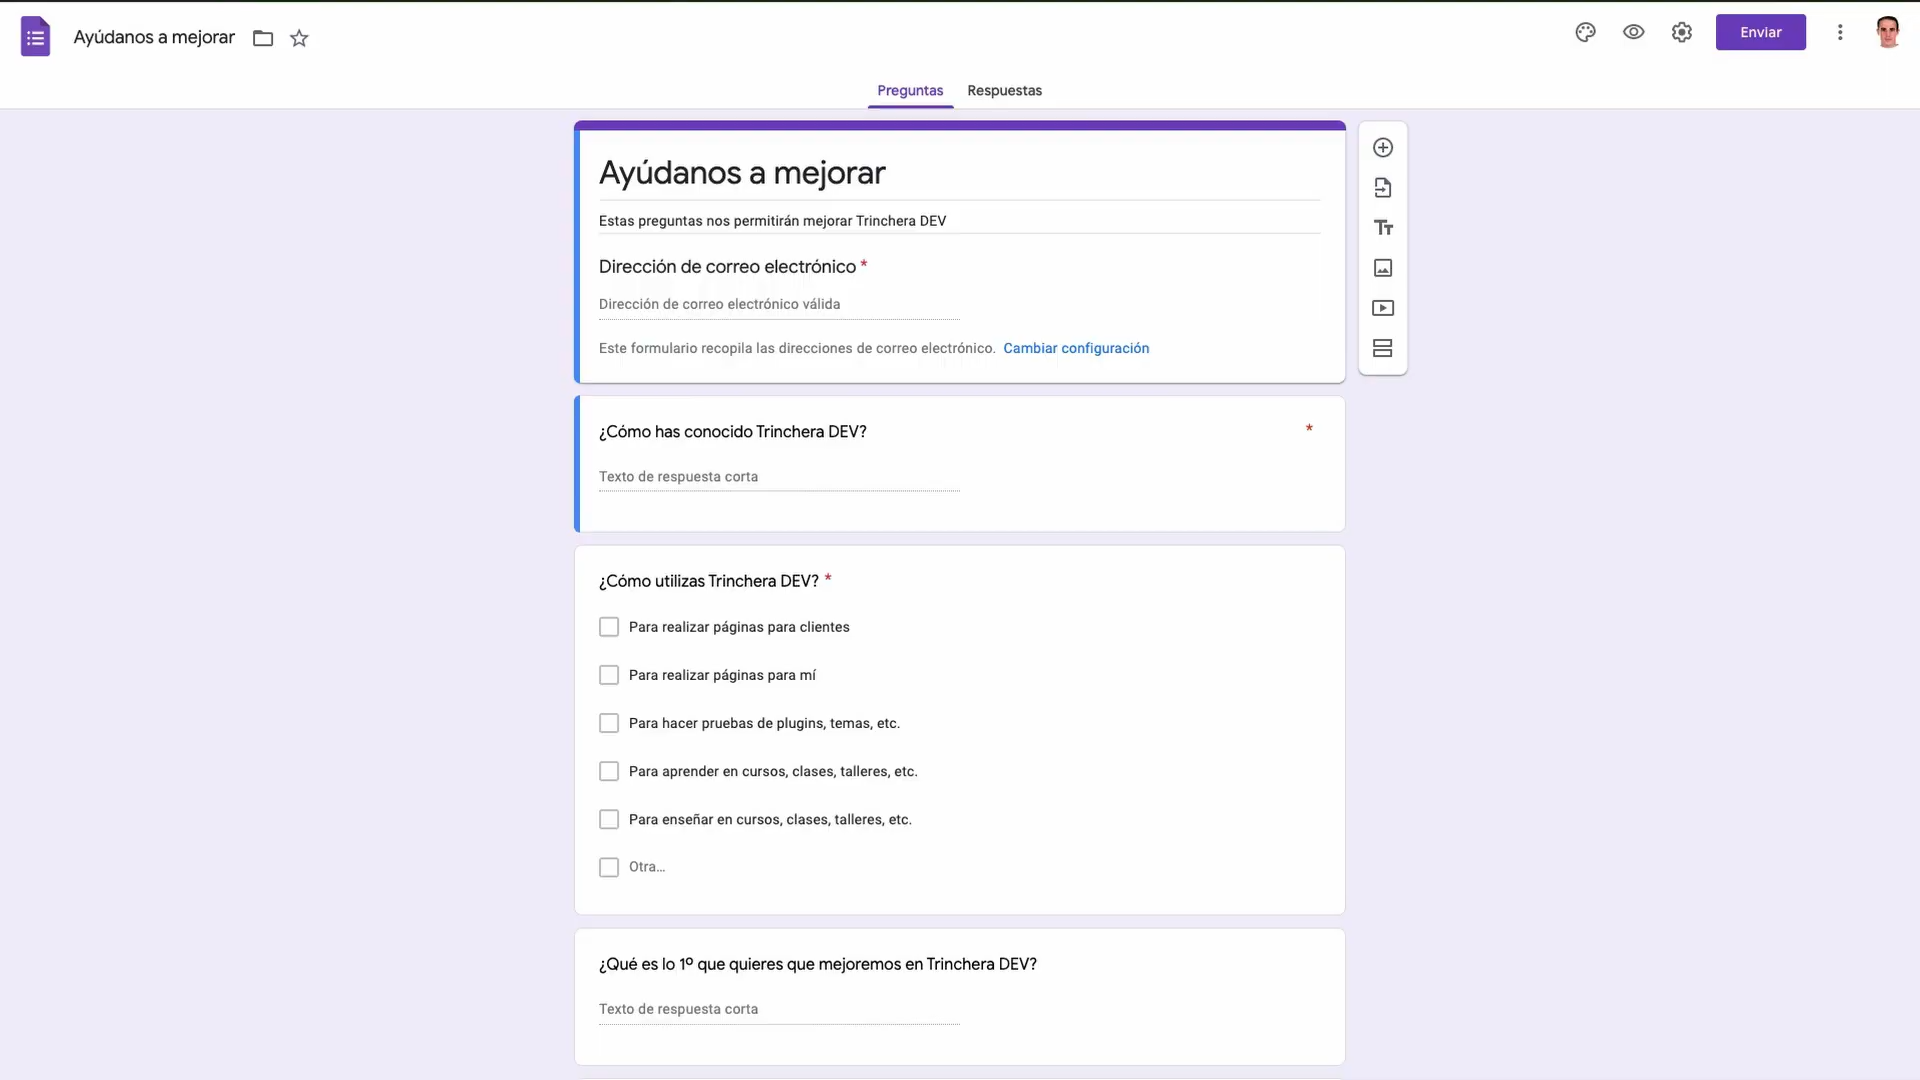 Ayúdanos a mejorar
Enviar
Preguntas
Respuestas
Ayúdanos a mejorar
Estas preguntas nos permitirán mejorar Trinchera DEV
Dirección de correo electrónico *
Dirección de correo electrónico válida
Este formulario recopila las direcciones de correo electrónico. Cambiar configuración
¿Cómo has conocido Trinchera DEV? *
Texto de respuesta corta
¿Cómo utilizas Trinchera DEV? *
Para realizar páginas para clientes
Para realizar páginas para mí
Para hacer pruebas de plugins, temas, etc.
Para aprender en cursos, clases, talleres, etc.
Para enseñar en cursos, clases, talleres, etc.
Otra...
¿Qué es lo 1º que quieres que mejoremos en Trinchera DEV?
Texto de respuesta corta